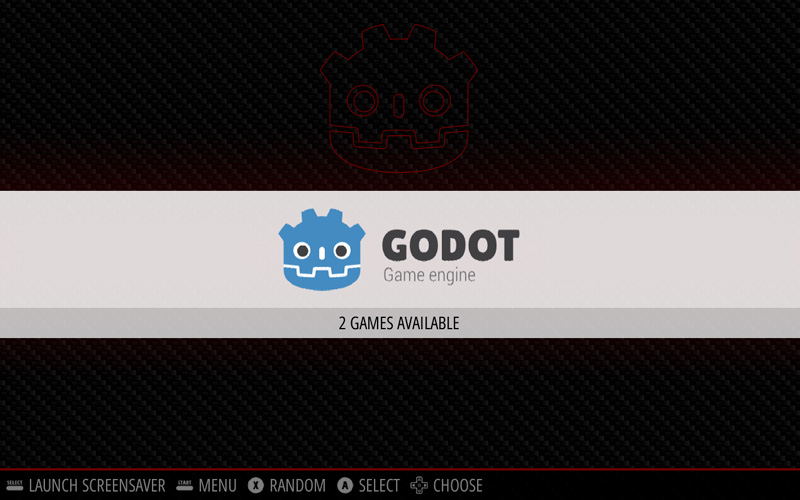 GODOT
Game engine
2 GAMES AVAILABLE
SELECT LAUNCH SCREENSAVER START MENU X RANDOM A SELECT CHOOSE